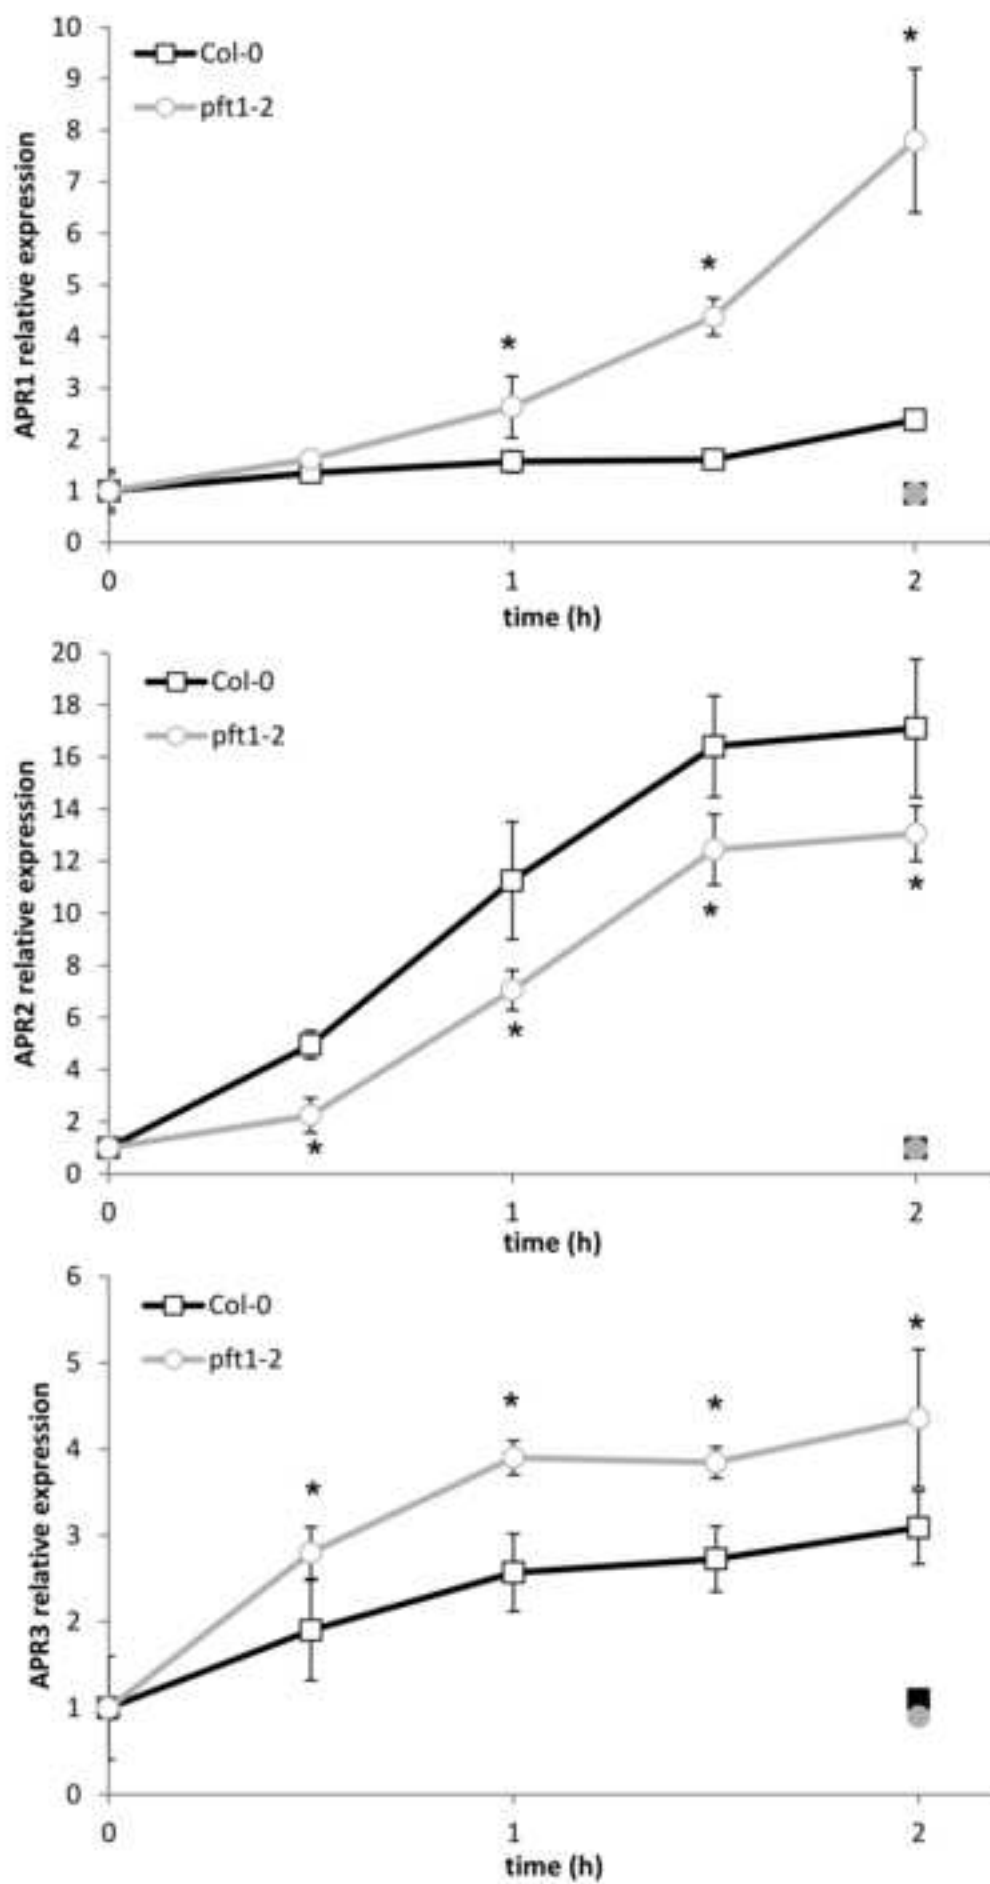 10
9
8
7
6
5
4
3
2
1
0
APR1 relative expression
Col-0
pft1-2
*
*
*
0 1 2
time (h)
20
18
16
14
12
10
8
6
4
2
0
APR2 relative expression
Col-0
pft1-2
*
*
*
*
0 1 2
time (h)
6
5
4
3
2
1
0
APR3 relative expression
Col-0
pft1-2
*
*
*
*
0 1 2
time (h)